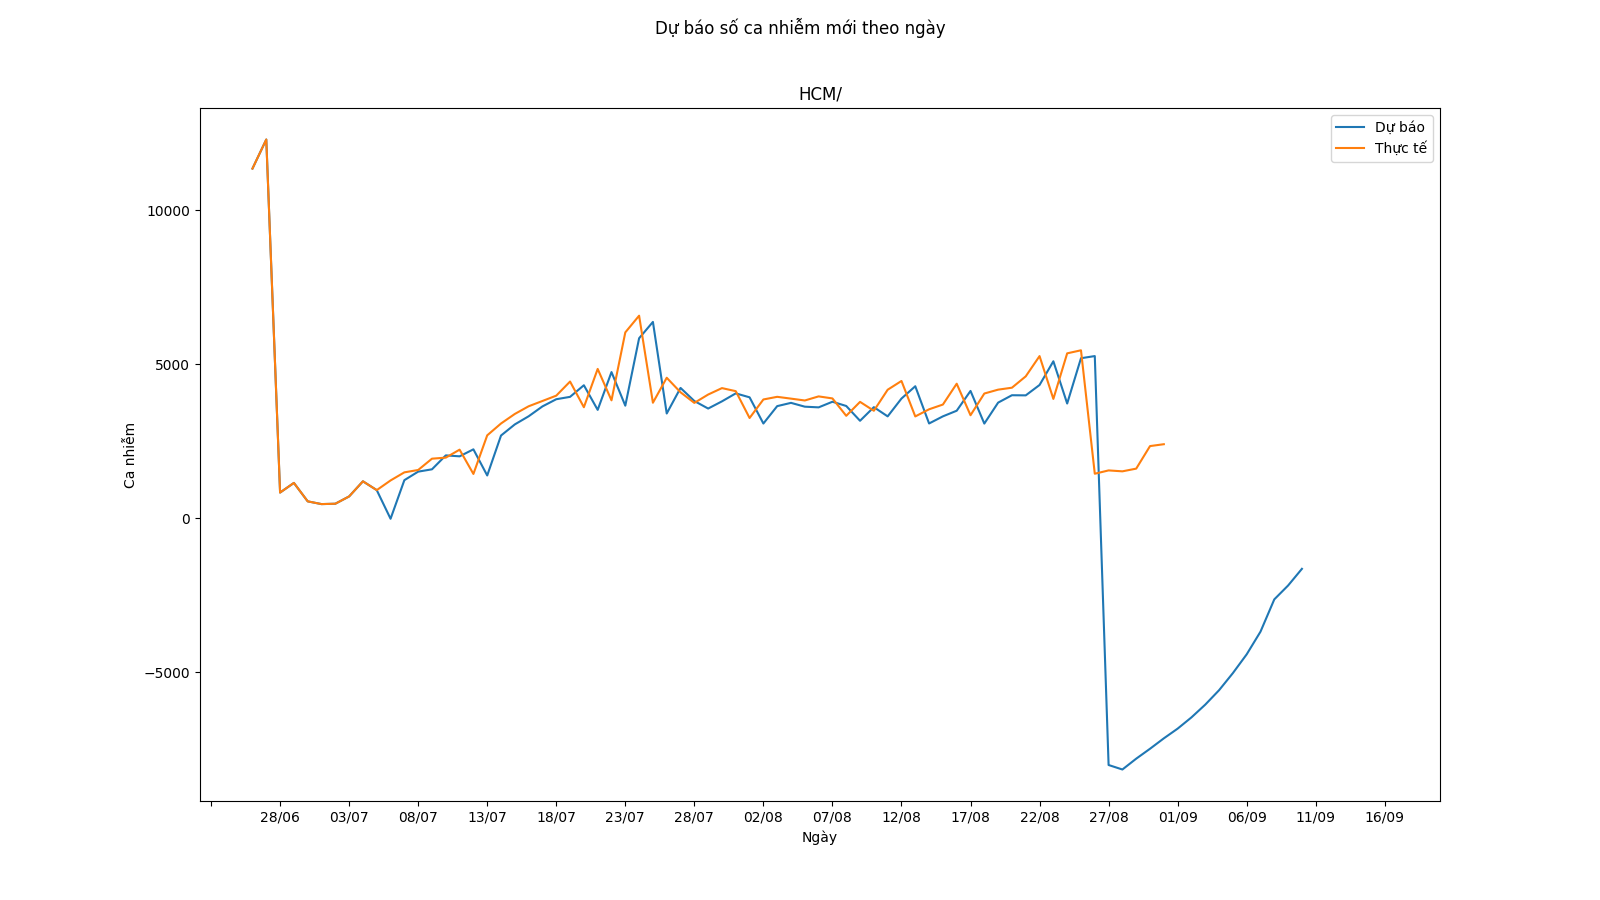 Dự báo số ca nhiễm mới theo ngày
HCM/
Dự báo
Thực tế
10000
5000
0
−5000
Ca nhiễm
28/06 03/07 08/07 13/07 18/07 23/07 28/07 02/08 07/08 12/08 17/08 22/08 27/08 01/09 06/09 11/09 16/09
Ngày